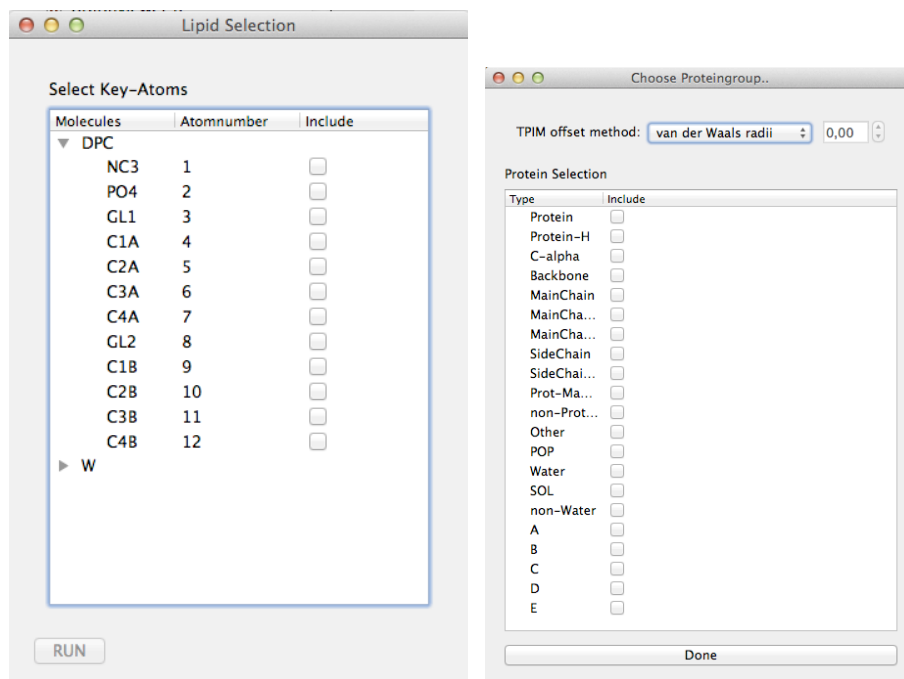 Lipid Selection
Select Key-Atoms
Molecules Atomnumber Include
DPC
NC3 1
PO4 2
GL1 3
C1A 4
C2A 5
C3A 6
C4A 7
GL2 8
C1B 9
C2B 10
C3B 11
C4B 12
W
RUN
Choose Proteingroup..
TPIM offset method: van der Waals radii 0,00
Protein Selection
Type Include
Protein
Protein-H
C-alpha
Backbone
MainChain
MainCha...
MainCha...
SideChain
SideChai...
Prot-Ma...
non-Prot...
Other
POP
Water
SOL
non-Water
A
B
C
D
E
Done